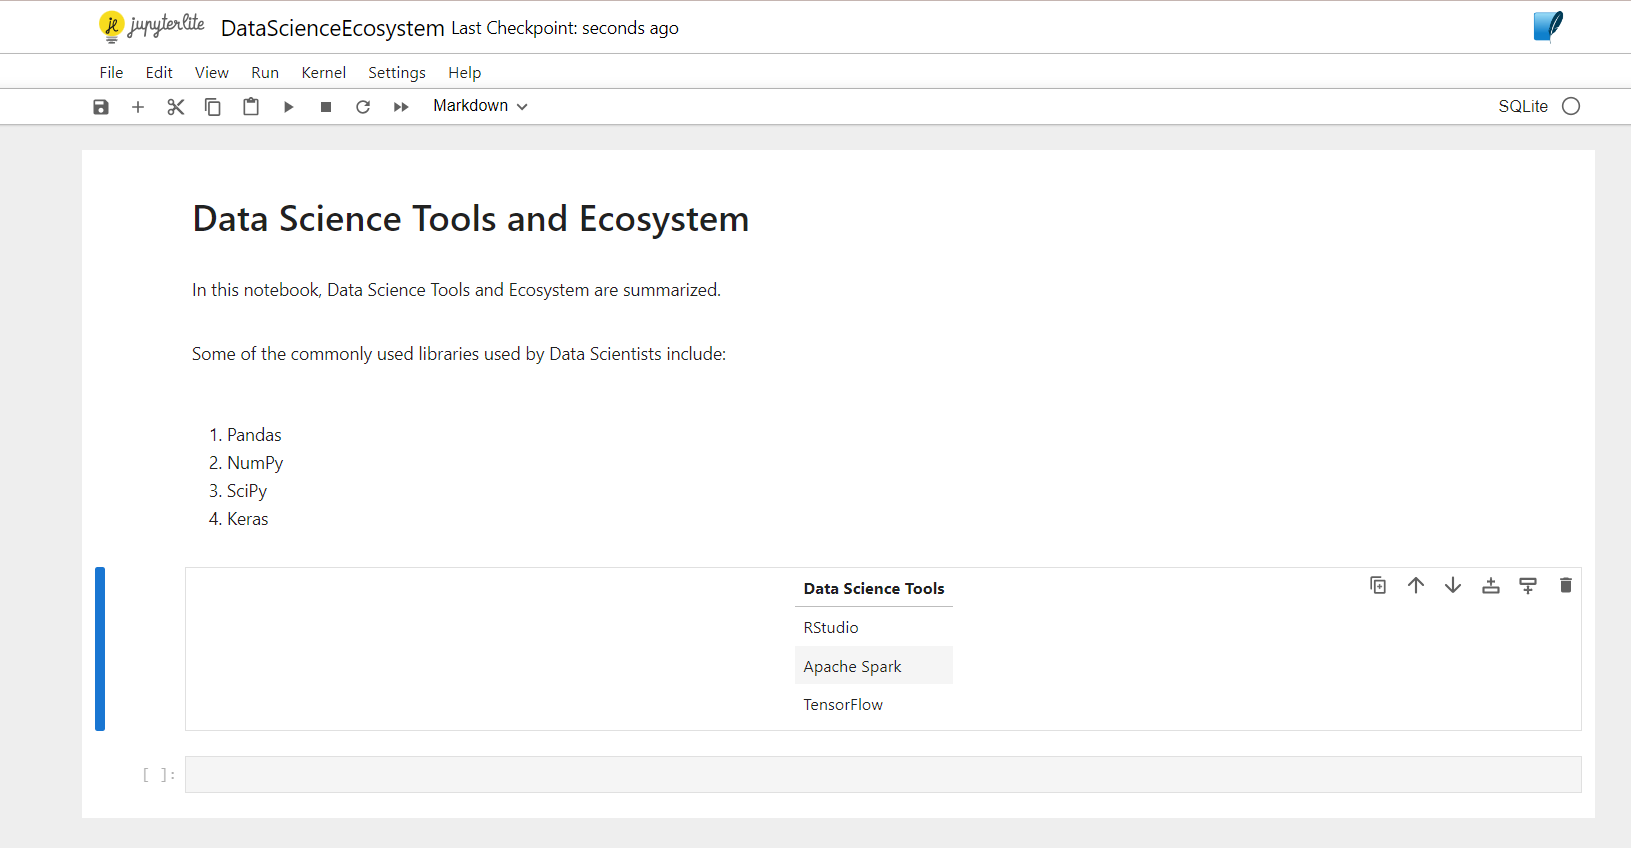 jupyterlite DataScienceEcosystem Last Checkpoint: seconds ago
File Edit View Run Kernel Settings Help
Markdown SQLite
Data Science Tools and Ecosystem
In this notebook, Data Science Tools and Ecosystem are summarized.
Some of the commonly used libraries used by Data Scientists include:
1. Pandas
2. NumPy
3. SciPy
4. Keras
Data Science Tools
RStudio
Apache Spark
TensorFlow
[ ]: